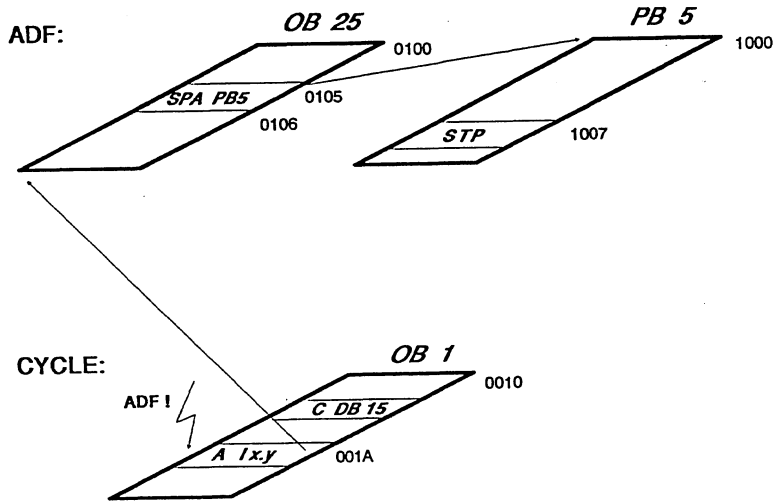 ADF:
OB 25
PB 5
0100
1000
SPA PB5
0105
0106
STP
1007
CYCLE:
OB 1
0010
ADF !
C DB 15
A Ix.y
001A